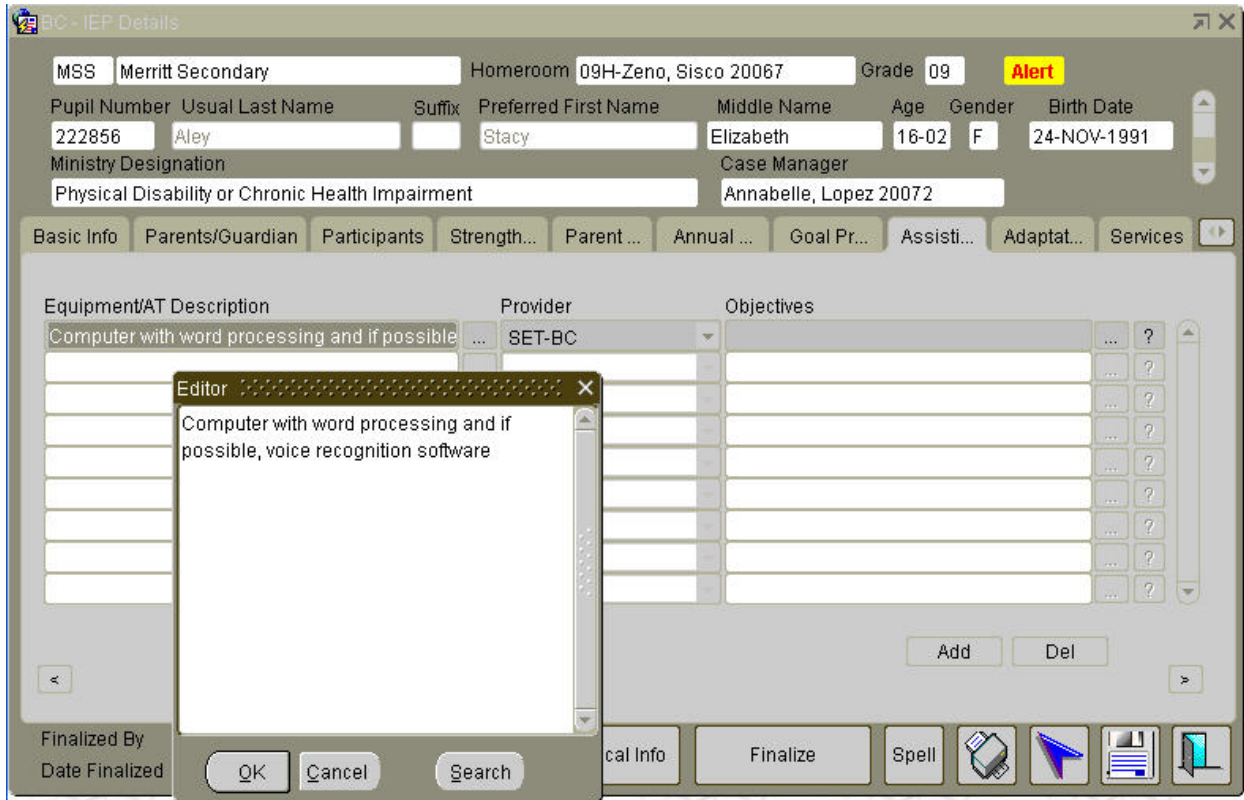 BC - IEP Details
MSS Merritt Secondary Homeroom 09H-Zeno, Sisco 20067 Grade 09 Alert
Pupil Number Usual Last Name Suffix Preferred First Name Middle Name Age Gender Birth Date
222856 Aley Stacy Elizabeth 16-02 F 24-NOV-1991
Ministry Designation Case Manager
Physical Disability or Chronic Health Impairment Annabelle, Lopez 20072
Basic Info Parents/Guardian Participants Strength... Parent ... Annual ... Goal Pr... Assisti... Adaptat... Services
Equipment/AT Description Provider Objectives
Computer with word processing and if possible ... SET-BC ... ?
... ?
Editor
... ?
Computer with word processing and if
possible, voice recognition software
... ?
... ?
... ?
... ?
... ?
... ?
Add Del
< >
Finalized By
Date Finalized
OK Cancel Search
cal Info Finalize Spell